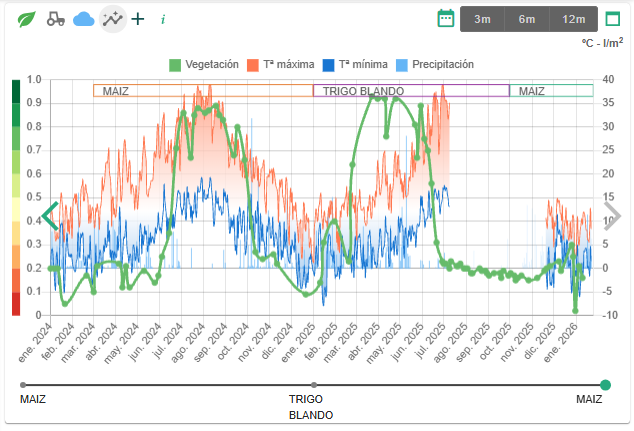 i
3m 6m 12m
ºC - l/m²
Vegetación Tª máxima Tª mínima Precipitación
MAIZ TRIGO BLANDO MAIZ
1.0 40
0.9 35
0.8 30
0.7 25
0.6 20
0.5 15
0.4 10
0.3 5
0.2 0
0.1 -5
0 -10
ene. 2024 feb. 2024 mar. 2024 abr. 2024 may. 2024 jun. 2024 jul. 2024 ago. 2024 sep. 2024 oct. 2024 nov. 2024 dic. 2024 ene. 2025 feb. 2025 mar. 2025 abr. 2025 may. 2025 jun. 2025 jul. 2025 ago. 2025 sep. 2025 oct. 2025 nov. 2025 dic. 2025 ene. 2026
MAIZ TRIGO MAIZ
BLANDO